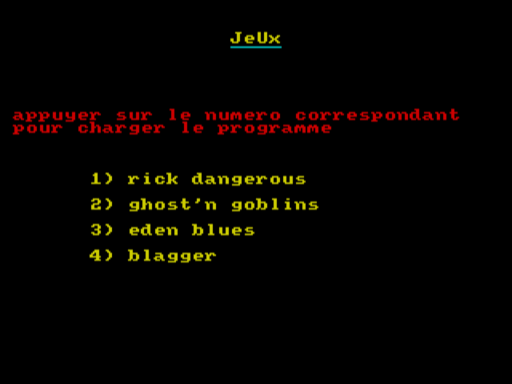 JeUx
appuyer sur le numero correspondant
pour charger le programme
1) rick dangerous
2) ghost'n goblins
3) eden blues
4) blagger